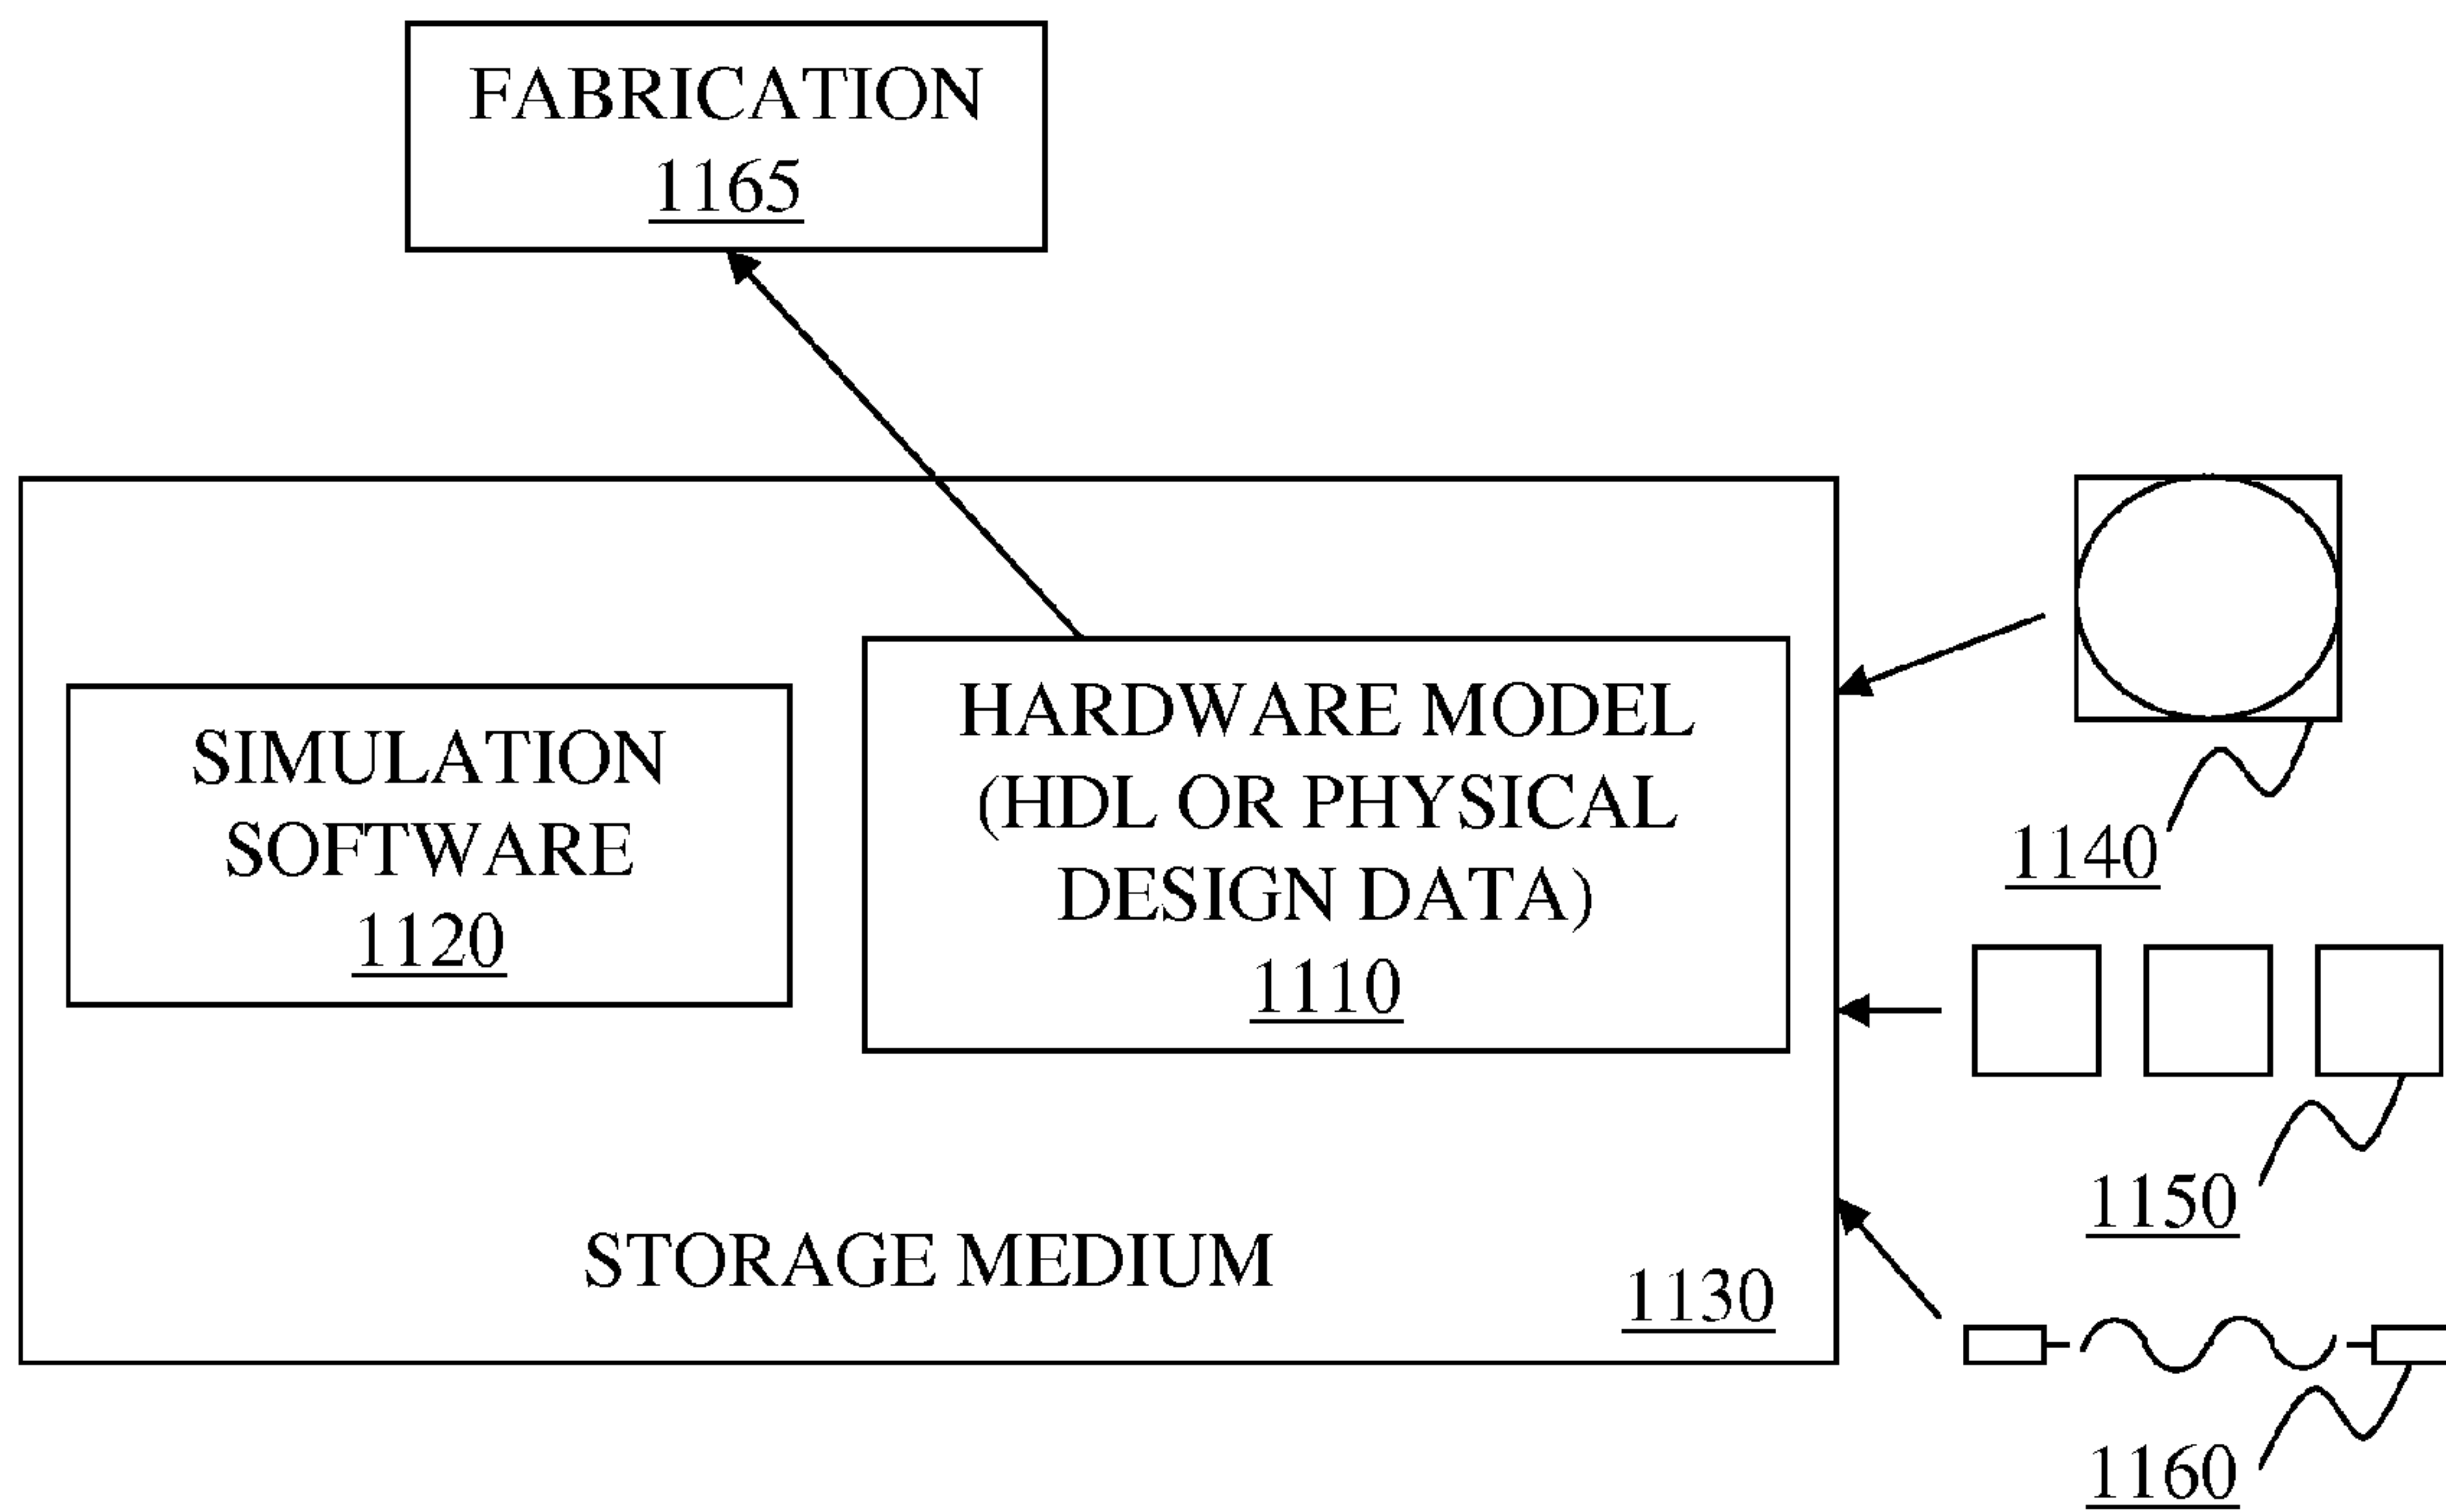 FABRICATION
1165
SIMULATION
SOFTWARE
1120
HARDWARE MODEL
(HDL OR PHYSICAL
DESIGN DATA)
1110
STORAGE MEDIUM
1130
1140
1150
1160